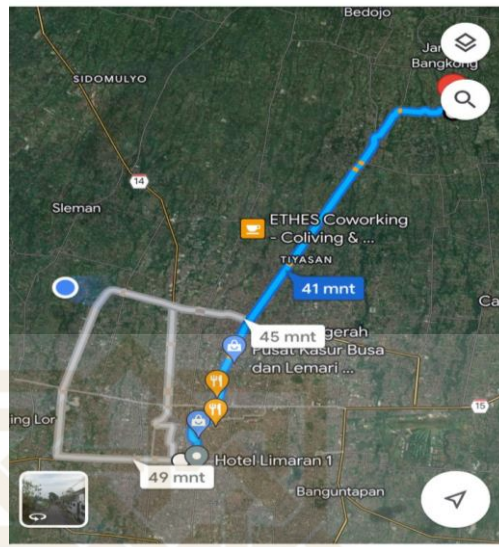 Bedojo
Bangkong
SIDOMULYO
14
Sleman
ETHES Coworking
- Coliving & ...
TIYASAN
41 mnt
45 mnt
gerah
Pusat Kasur Busa
dan Lemari ...
15
ing Lor
Hotel Limaran 1
49 mnt
Banguntapan